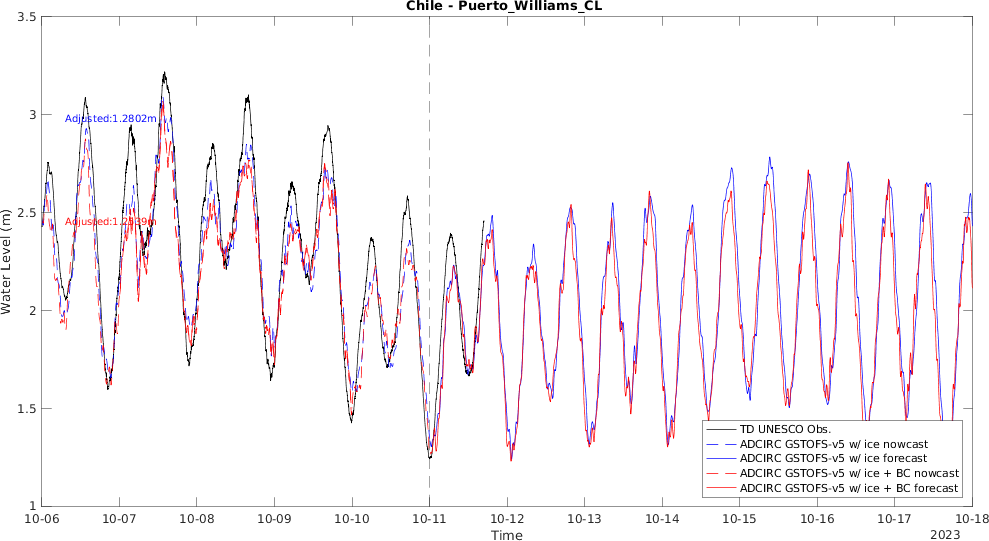 Chile - Puerto_Williams_CL
3.5
3
2.5
2
1.5
1
Water Level (m)
Adjusted:1.2802m
TD UNESCO Obs.
ADCIRC GSTOFS-v5 w/ ice nowcast
ADCIRC GSTOFS-v5 w/ ice forecast
ADCIRC GSTOFS-v5 w/ ice + BC nowcast
ADCIRC GSTOFS-v5 w/ ice + BC forecast
10-06 10-07 10-08 10-09 10-10 10-11 10-12 10-13 10-14 10-15 10-16 10-17 10-18
Time
2023